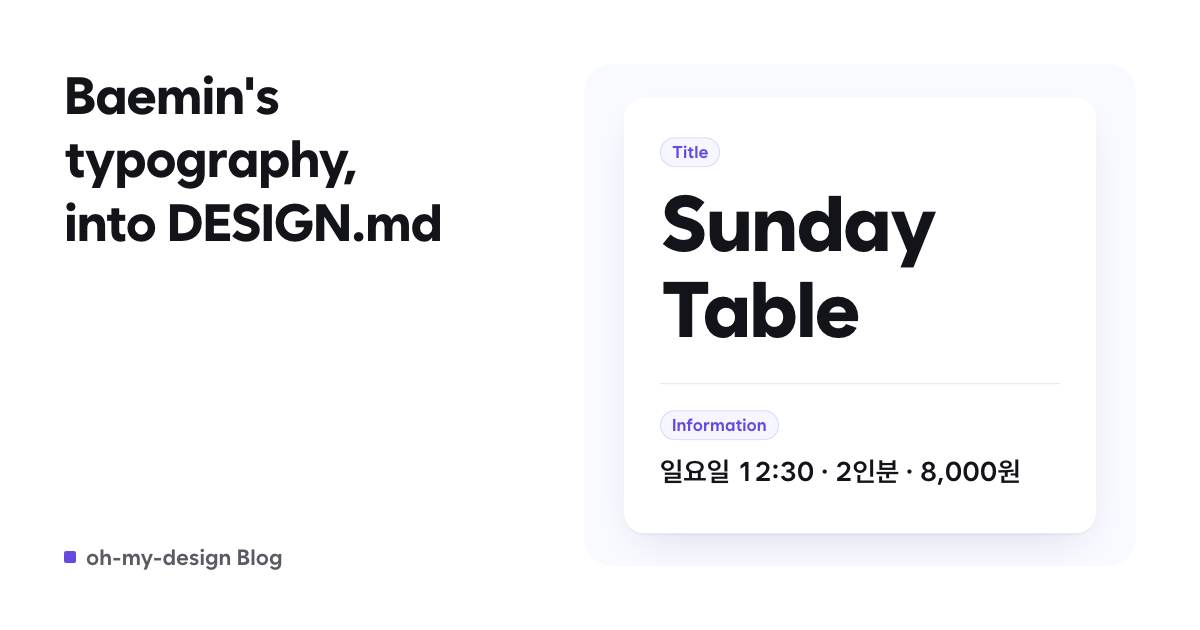 Baemin's
typography,
into DESIGN.md
Title
Sunday
Table
Information
일요일 12:30 · 2인분 · 8,000원
oh-my-design Blog